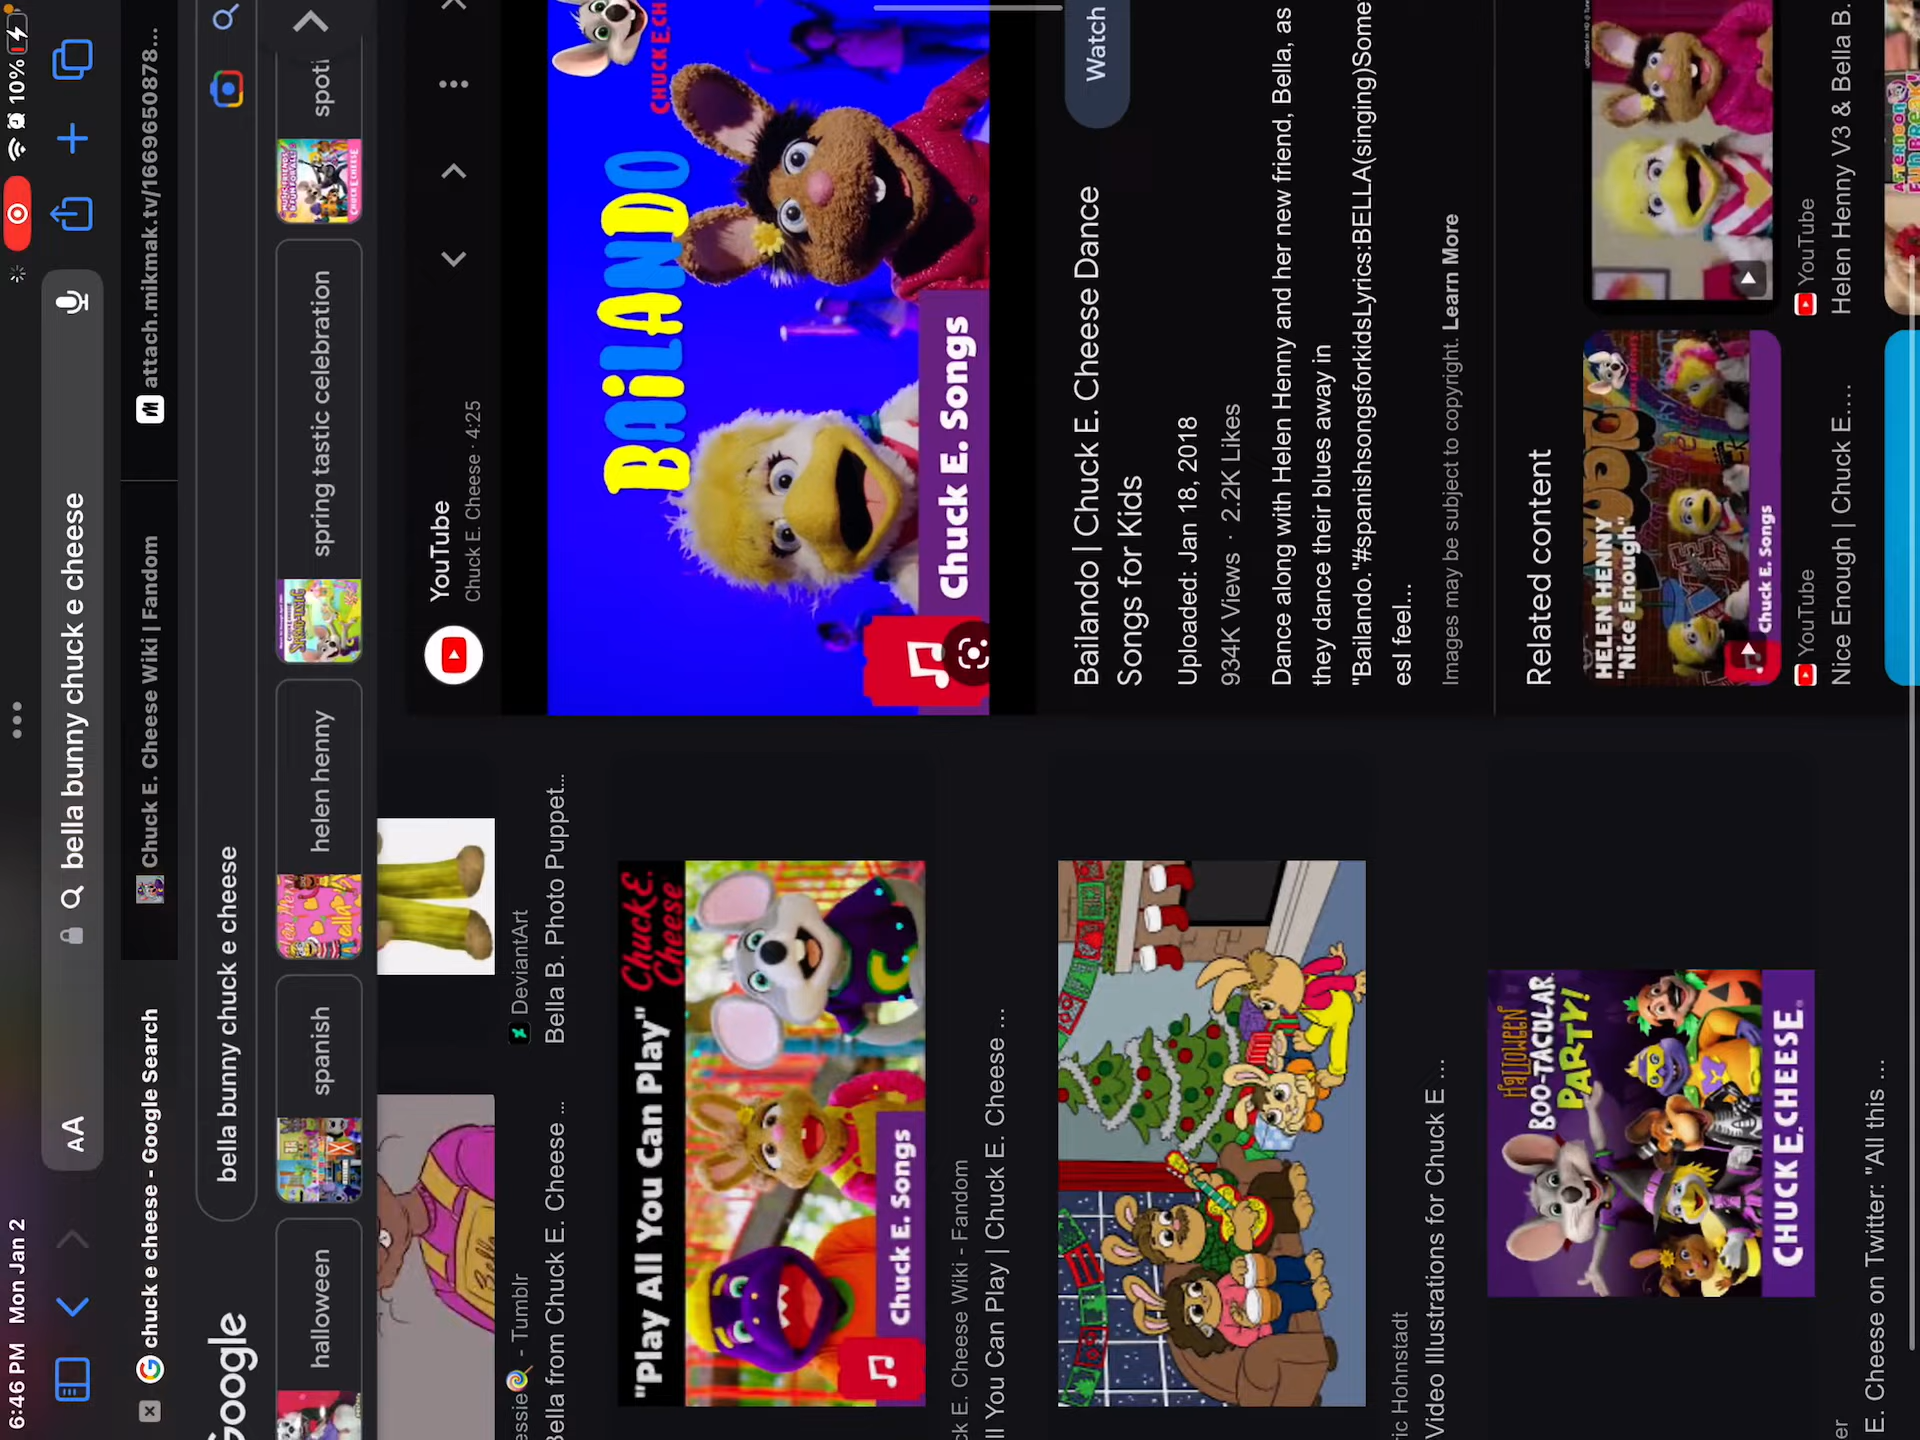 6:46 PM Mon Jan 2
10%
AA
bella bunny chuck e cheese
chuck e cheese - Google Search
Chuck E. Cheese Wiki | Fandom
attach.mikmak.tv/1669650878...
Google
bella bunny chuck e cheese
halloween
spanish
helen henny
spring tastic celebration
spoti
essie🍭 - Tumblr
Bella from Chuck E. Cheese ...
DeviantArt
Bella B. Photo Puppet...
"Play All You Can Play"
Chuck E. Cheese
Chuck E. Songs
ck E. Cheese Wiki - Fandom
ll You Can Play | Chuck E. Cheese ...
ric Hohnstadt
Video Illustrations for Chuck E ...
Halloween
BOO-TACULAR
PARTY!
CHUCK E. CHEESE.
er
E. Cheese on Twitter: "All this ...
YouTube
Chuck E. Cheese · 4:25
BAiLANDO
CHUCK E. CH
Chuck E. Songs
Bailando | Chuck E. Cheese Dance
Songs for Kids
Watch
Uploaded: Jan 18, 2018
934K Views · 2.2K Likes
Dance along with Helen Henny and her new friend, Bella, as
they dance their blues away in
"Bailando."#spanishsongsforkidsLyrics:BELLA(singing)Some
esl feel...
Images may be subject to copyright. Learn More
Related content
HELEN HENNY
"Nice Enough"
Chuck E. Songs
YouTube
Nice Enough | Chuck E....
YouTube
Helen Henny V3 & Bella B.
AFTERNOON
FUN BREAK